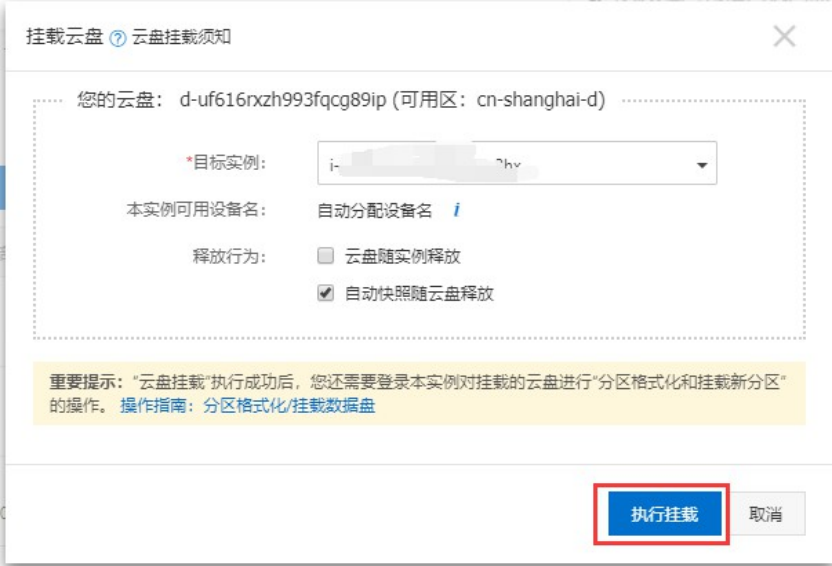 挂载云盘 ? 云盘挂载须知
您的云盘： d-uf616rxzh993fqcg89ip (可用区：cn-shanghai-d)
*目标实例： i-
本实例可用设备名： 自动分配设备名 i
释放行为： 云盘随实例释放
自动快照随云盘释放
重要提示：“云盘挂载”执行成功后，您还需要登录本实例对挂载的云盘进行“分区格式化和挂载新分区”
的操作。 操作指南：分区格式化/挂载数据盘
执行挂载 取消